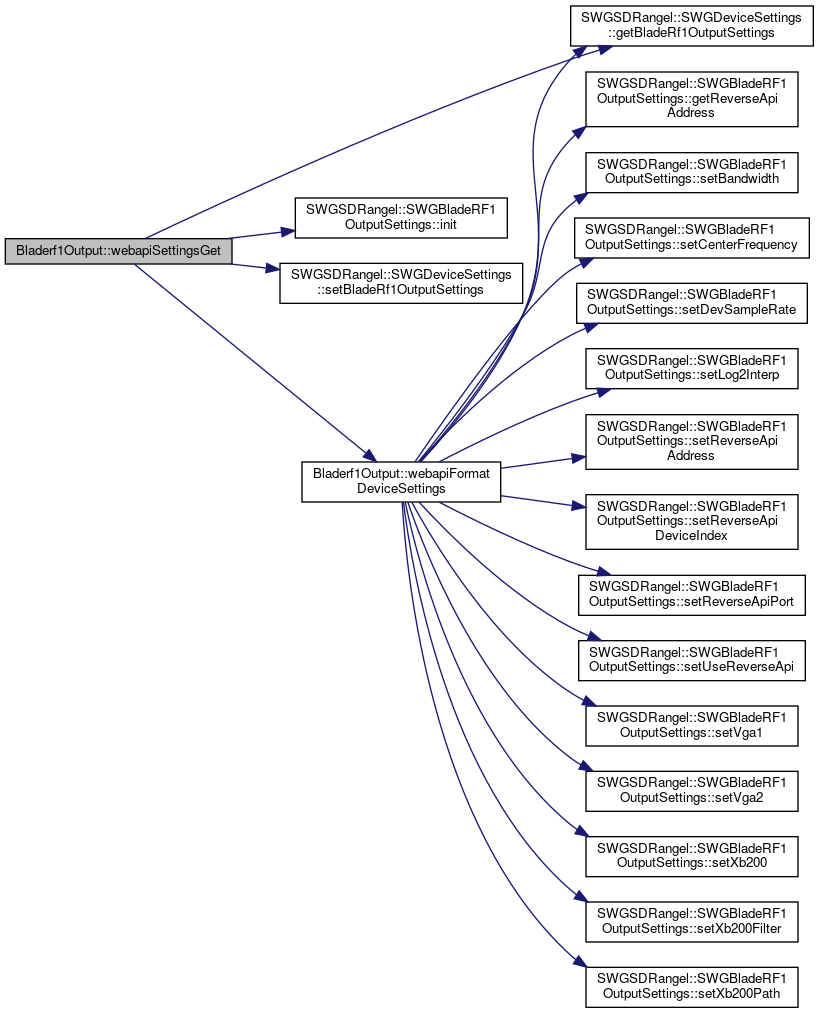 SWGSDRangel::SWGDeviceSettings
::getBladeRf1OutputSettings
SWGSDRangel::SWGBladeRF1
OutputSettings::getReverseApi
Address
SWGSDRangel::SWGBladeRF1
OutputSettings::setBandwidth
SWGSDRangel::SWGBladeRF1
OutputSettings::init
Bladerf1Output::webapiSettingsGet
SWGSDRangel::SWGBladeRF1
OutputSettings::setCenterFrequency
SWGSDRangel::SWGDeviceSettings
::setBladeRf1OutputSettings
SWGSDRangel::SWGBladeRF1
OutputSettings::setDevSampleRate
SWGSDRangel::SWGBladeRF1
OutputSettings::setLog2Interp
SWGSDRangel::SWGBladeRF1
OutputSettings::setReverseApi
Address
Bladerf1Output::webapiFormat
DeviceSettings
SWGSDRangel::SWGBladeRF1
OutputSettings::setReverseApi
DeviceIndex
SWGSDRangel::SWGBladeRF1
OutputSettings::setReverseApiPort
SWGSDRangel::SWGBladeRF1
OutputSettings::setUseReverseApi
SWGSDRangel::SWGBladeRF1
OutputSettings::setVga1
SWGSDRangel::SWGBladeRF1
OutputSettings::setVga2
SWGSDRangel::SWGBladeRF1
OutputSettings::setXb200
SWGSDRangel::SWGBladeRF1
OutputSettings::setXb200Filter
SWGSDRangel::SWGBladeRF1
OutputSettings::setXb200Path